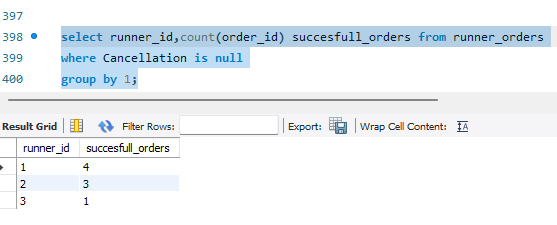 397
398 select runner_id,count(order_id) succesfull_orders from runner_orders
399 where Cancellation is null
400 group by 1;
Result Grid Filter Rows: Export: Wrap Cell Content:
runner_id succesfull_orders
1 4
2 3
3 1